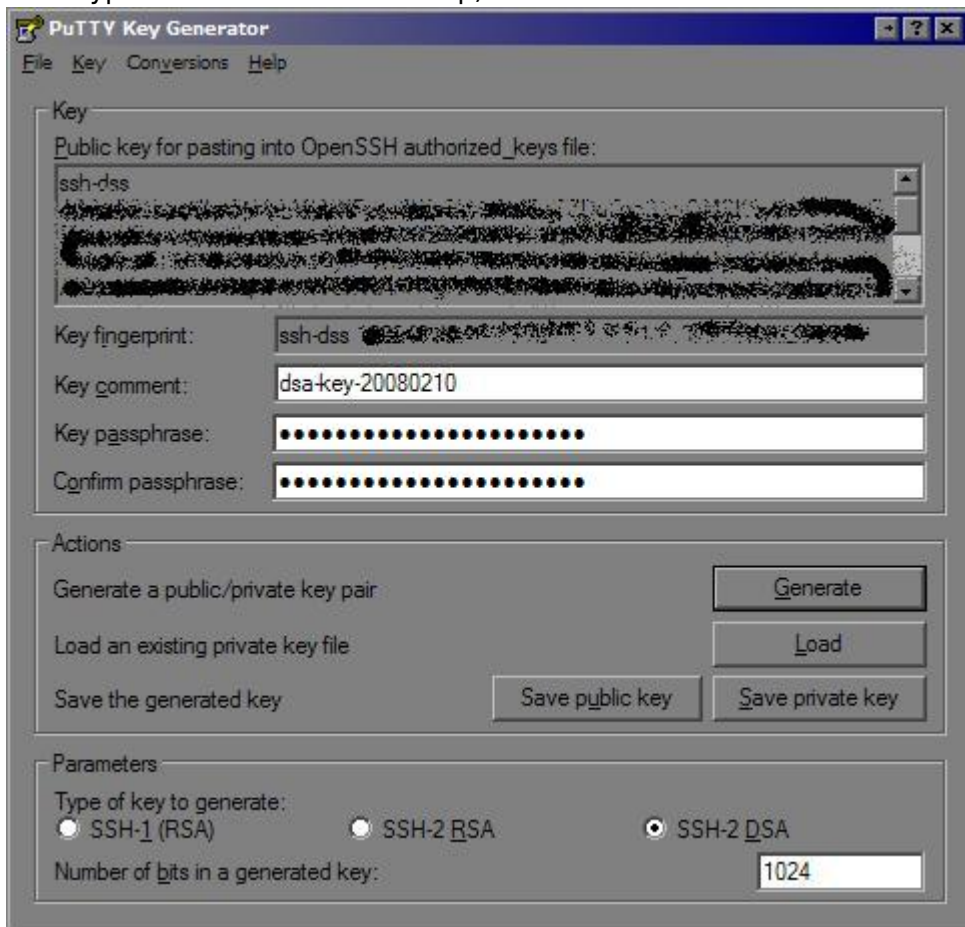 PuTTY Key Generator
File Key Conversions Help
Key
Public key for pasting into OpenSSH authorized_keys file:
ssh-dss
Key fingerprint: ssh-dss
Key comment: dsa-key-20080210
Key passphrase: ●●●●●●●●●●●●●●●●●●●●●●●
Confirm passphrase: ●●●●●●●●●●●●●●●●●●●●●●●
Actions
Generate a public/private key pair Generate
Load an existing private key file Load
Save the generated key Save public key Save private key
Parameters
Type of key to generate:
SSH-1 (RSA) SSH-2 RSA SSH-2 DSA
Number of bits in a generated key: 1024